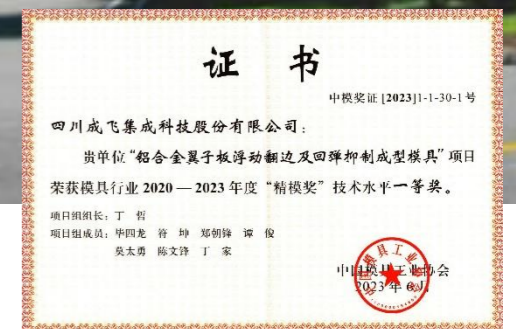 证 书
中模奖证 [2023]1-1-30-1号
四川成飞集成科技股份有限公司：
贵单位“铝合金翼子板浮动翻边及回弹抑制成型模具”项目
荣获模具行业 2020 — 2023 年度“精模奖”技术水平一等奖。
项目组组长：丁 哲
项目组成员：毕四龙 符 坤 郑朝锋 谭 俊
莫太勇 陈文锋 丁 家
中国模具工业协会
2023年6月